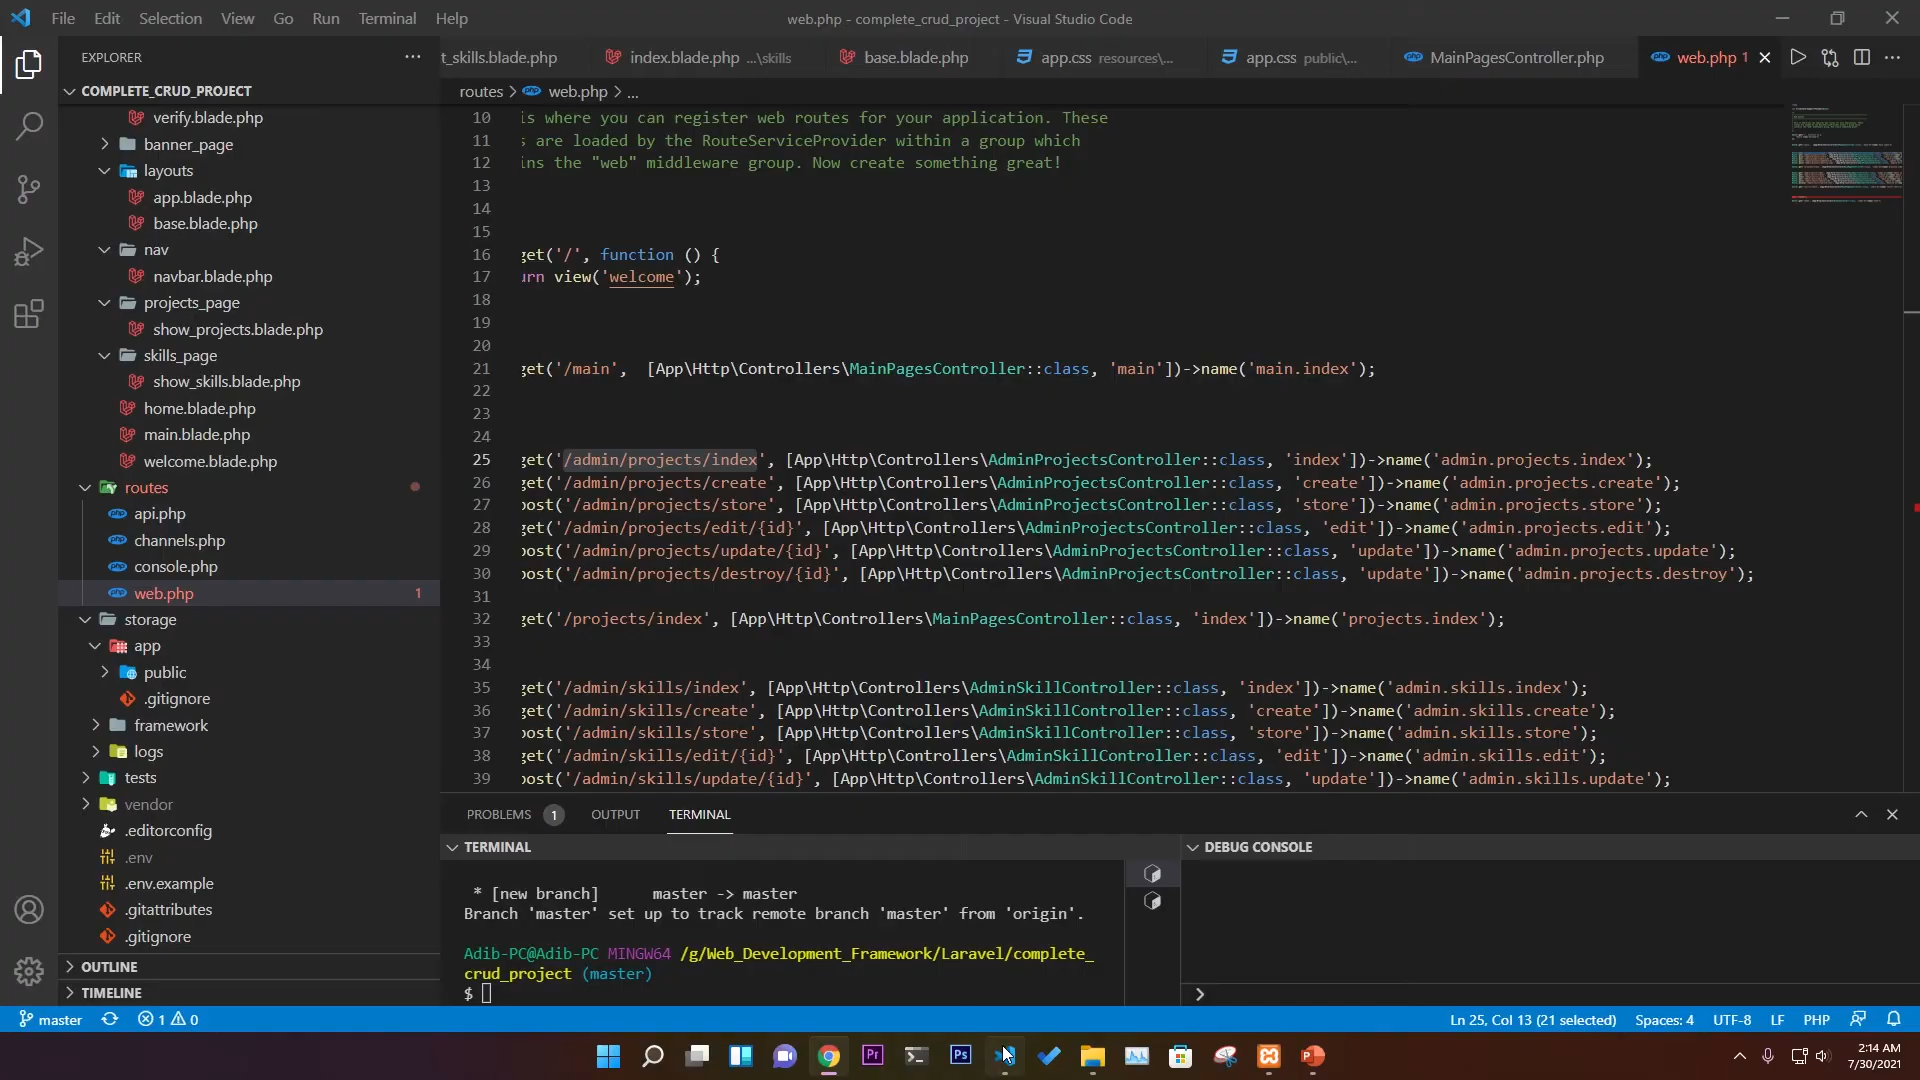 File Edit Selection View Go Run Terminal Help
web.php - complete_crud_project - Visual Studio Code
EXPLORER
t_skills.blade.php index.blade.php ...\skills base.blade.php app.css resources\... app.css public\... MainPagesController.php web.php 1
COMPLETE_CRUD_PROJECT
verify.blade.php
banner_page
layouts
app.blade.php
base.blade.php
nav
navbar.blade.php
projects_page
show_projects.blade.php
skills_page
show_skills.blade.php
home.blade.php
main.blade.php
welcome.blade.php
routes
api.php
channels.php
console.php
web.php 1
storage
app
public
.gitignore
framework
logs
tests
vendor
.editorconfig
.env
.env.example
.gitattributes
.gitignore
OUTLINE
TIMELINE
routes > web.php > ...
10 is where you can register web routes for your application. These
11 s are loaded by the RouteServiceProvider within a group which
12 ins the "web" middleware group. Now create something great!
13
14
15
16 get('/', function () {
17 urn view('welcome');
18
19
20
21 get('/main',  [App\Http\Controllers\MainPagesController::class, 'main'])->name('main.index');
22
23
24
25 get('/admin/projects/index', [App\Http\Controllers\AdminProjectsController::class, 'index'])->name('admin.projects.index');
26 get('/admin/projects/create', [App\Http\Controllers\AdminProjectsController::class, 'create'])->name('admin.projects.create');
27 post('/admin/projects/store', [App\Http\Controllers\AdminProjectsController::class, 'store'])->name('admin.projects.store');
28 get('/admin/projects/edit/{id}', [App\Http\Controllers\AdminProjectsController::class, 'edit'])->name('admin.projects.edit');
29 post('/admin/projects/update/{id}', [App\Http\Controllers\AdminProjectsController::class, 'update'])->name('admin.projects.update');
30 post('/admin/projects/destroy/{id}', [App\Http\Controllers\AdminProjectsController::class, 'update'])->name('admin.projects.destroy');
31
32 get('/projects/index', [App\Http\Controllers\MainPagesController::class, 'index'])->name('projects.index');
33
34
35 get('/admin/skills/index', [App\Http\Controllers\AdminSkillController::class, 'index'])->name('admin.skills.index');
36 get('/admin/skills/create', [App\Http\Controllers\AdminSkillController::class, 'create'])->name('admin.skills.create');
37 post('/admin/skills/store', [App\Http\Controllers\AdminSkillController::class, 'store'])->name('admin.skills.store');
38 get('/admin/skills/edit/{id}', [App\Http\Controllers\AdminSkillController::class, 'edit'])->name('admin.skills.edit');
39 post('/admin/skills/update/{id}', [App\Http\Controllers\AdminSkillController::class, 'update'])->name('admin.skills.update');
PROBLEMS 1 OUTPUT TERMINAL
TERMINAL
* [new branch]      master -> master
Branch 'master' set up to track remote branch 'master' from 'origin'.
Adib-PC@Adib-PC MINGW64 /g/Web_Development_Framework/Laravel/complete_
crud_project (master)
$
DEBUG CONSOLE
>
master 1 0
Ln 25, Col 13 (21 selected) Spaces: 4 UTF-8 LF PHP
Pr Ps
2:14 AM
7/30/2021